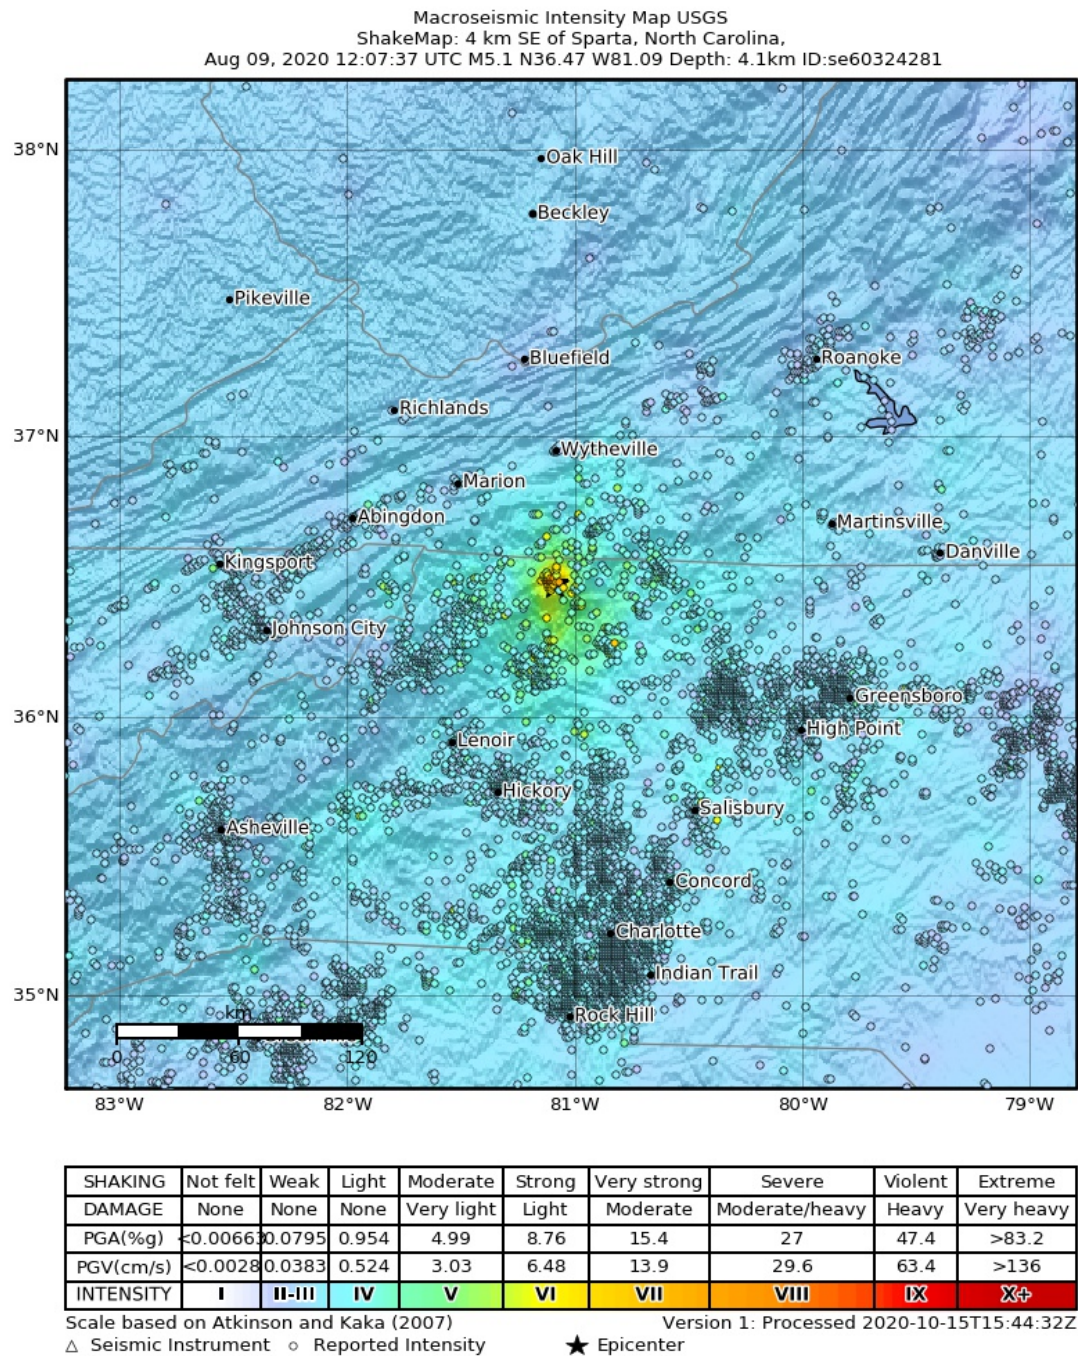 Macroseismic Intensity Map USGS
ShakeMap: 4 km SE of Sparta, North Carolina,
Aug 09, 2020 12:07:37 UTC M5.1 N36.47 W81.09 Depth: 4.1km ID:se60324281
38°N
Oak Hill
Beckley
Pikeville
Bluefield
Roanoke
Richlands
37°N
Wytheville
Marion
Abingdon
Martinsville
Danville
Kingsport
Johnson City
Greensboro
36°N
High Point
Lenoir
Hickory
Salisbury
Asheville
Concord
Charlotte
Indian Trail
35°N
km
Rock Hill
0 60 120
83°W 82°W 81°W 80°W 79°W
SHAKING Not felt Weak Light Moderate Strong Very strong Severe Violent Extreme
DAMAGE None None None Very light Light Moderate Moderate/heavy Heavy Very heavy
PGA(%g) <0.00663 0.0795 0.954 4.99 8.76 15.4 27 47.4 >83.2
PGV(cm/s) <0.0028 0.0383 0.524 3.03 6.48 13.9 29.6 63.4 >136
INTENSITY I II-III IV V VI VII VIII IX X+
Scale based on Atkinson and Kaka (2007) Version 1: Processed 2020-10-15T15:44:32Z
△ Seismic Instrument ○ Reported Intensity ★ Epicenter